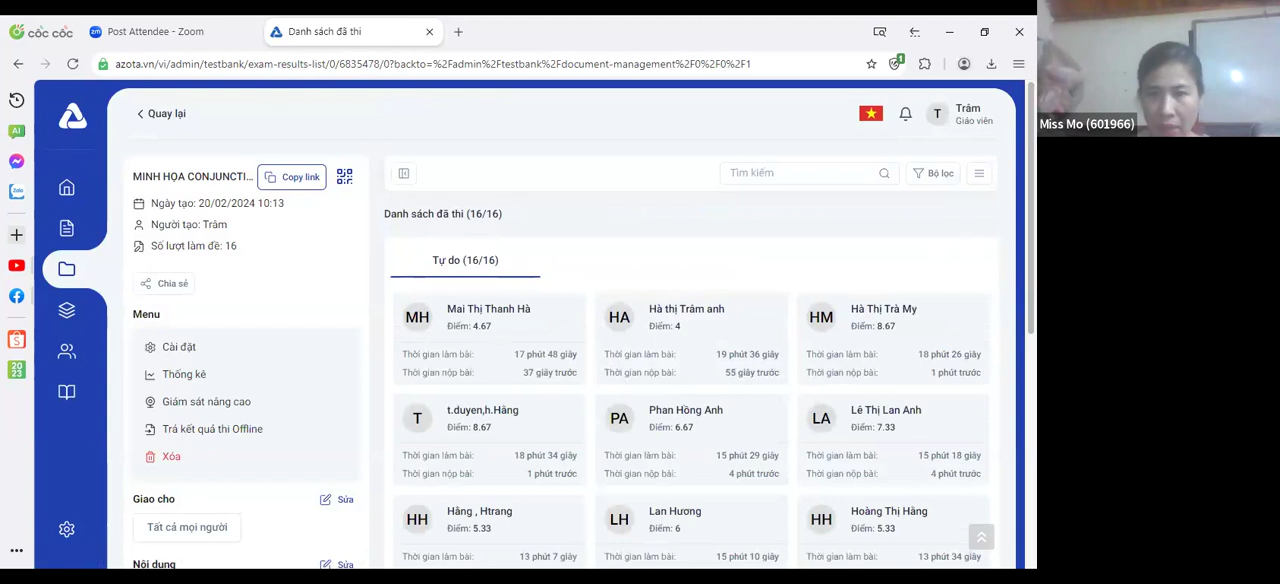 cốc cốc
Post Attendee - Zoom
Danh sách đã thi
azota.vn/vi/admin/testbank/exam-results-list/0/6835478/0?backto=%2Fadmin%2Ftestbank%2Fdocument-management%2F0%2F0%2F1
1
Quay lại
T
Trâm
Giáo viên
Miss Mo (601966)
AI
Zalo
2023
MINH HỌA CONJUNCTI...
Copy link
Ngày tạo: 20/02/2024 10:13
Người tạo: Trâm
Số lượt làm đề: 16
Chia sẻ
Menu
Cài đặt
Thống kê
Giám sát nâng cao
Trả kết quả thi Offline
Xóa
Giao cho
Sửa
Tất cả mọi người
Nội dung
Sửa
Tìm kiếm
Bộ lọc
Danh sách đã thi (16/16)
Tự do (16/16)
MH
Mai Thị Thanh Hà
Điểm: 4.67
Thời gian làm bài: 17 phút 48 giây
Thời gian nộp bài: 37 giây trước
HA
Hà thị Trâm anh
Điểm: 4
Thời gian làm bài: 19 phút 36 giây
Thời gian nộp bài: 55 giây trước
HM
Hà Thị Trà My
Điểm: 8.67
Thời gian làm bài: 18 phút 26 giây
Thời gian nộp bài: 1 phút trước
T
t.duyen,h.Hằng
Điểm: 8.67
Thời gian làm bài: 18 phút 34 giây
Thời gian nộp bài: 1 phút trước
PA
Phan Hồng Anh
Điểm: 6.67
Thời gian làm bài: 15 phút 29 giây
Thời gian nộp bài: 4 phút trước
LA
Lê Thị Lan Anh
Điểm: 7.33
Thời gian làm bài: 15 phút 18 giây
Thời gian nộp bài: 4 phút trước
HH
Hằng , Htrang
Điểm: 5.33
Thời gian làm bài: 13 phút 7 giây
LH
Lan Hương
Điểm: 6
Thời gian làm bài: 15 phút 10 giây
HH
Hoàng Thị Hằng
Điểm: 5.33
Thời gian làm bài: 13 phút 34 giây